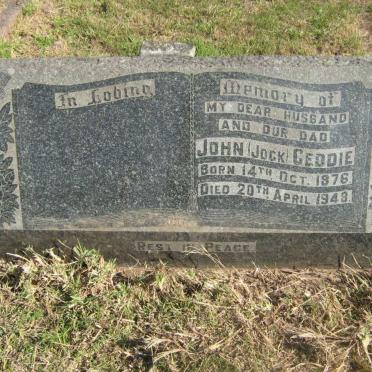 In Loving Memory of
MY DEAR HUSBAND
AND OUR DAD
JOHN (JOCK) GEDDIE
BORN 14TH OCT. 1876
DIED 20TH APRIL 1949.
REST IN PEACE